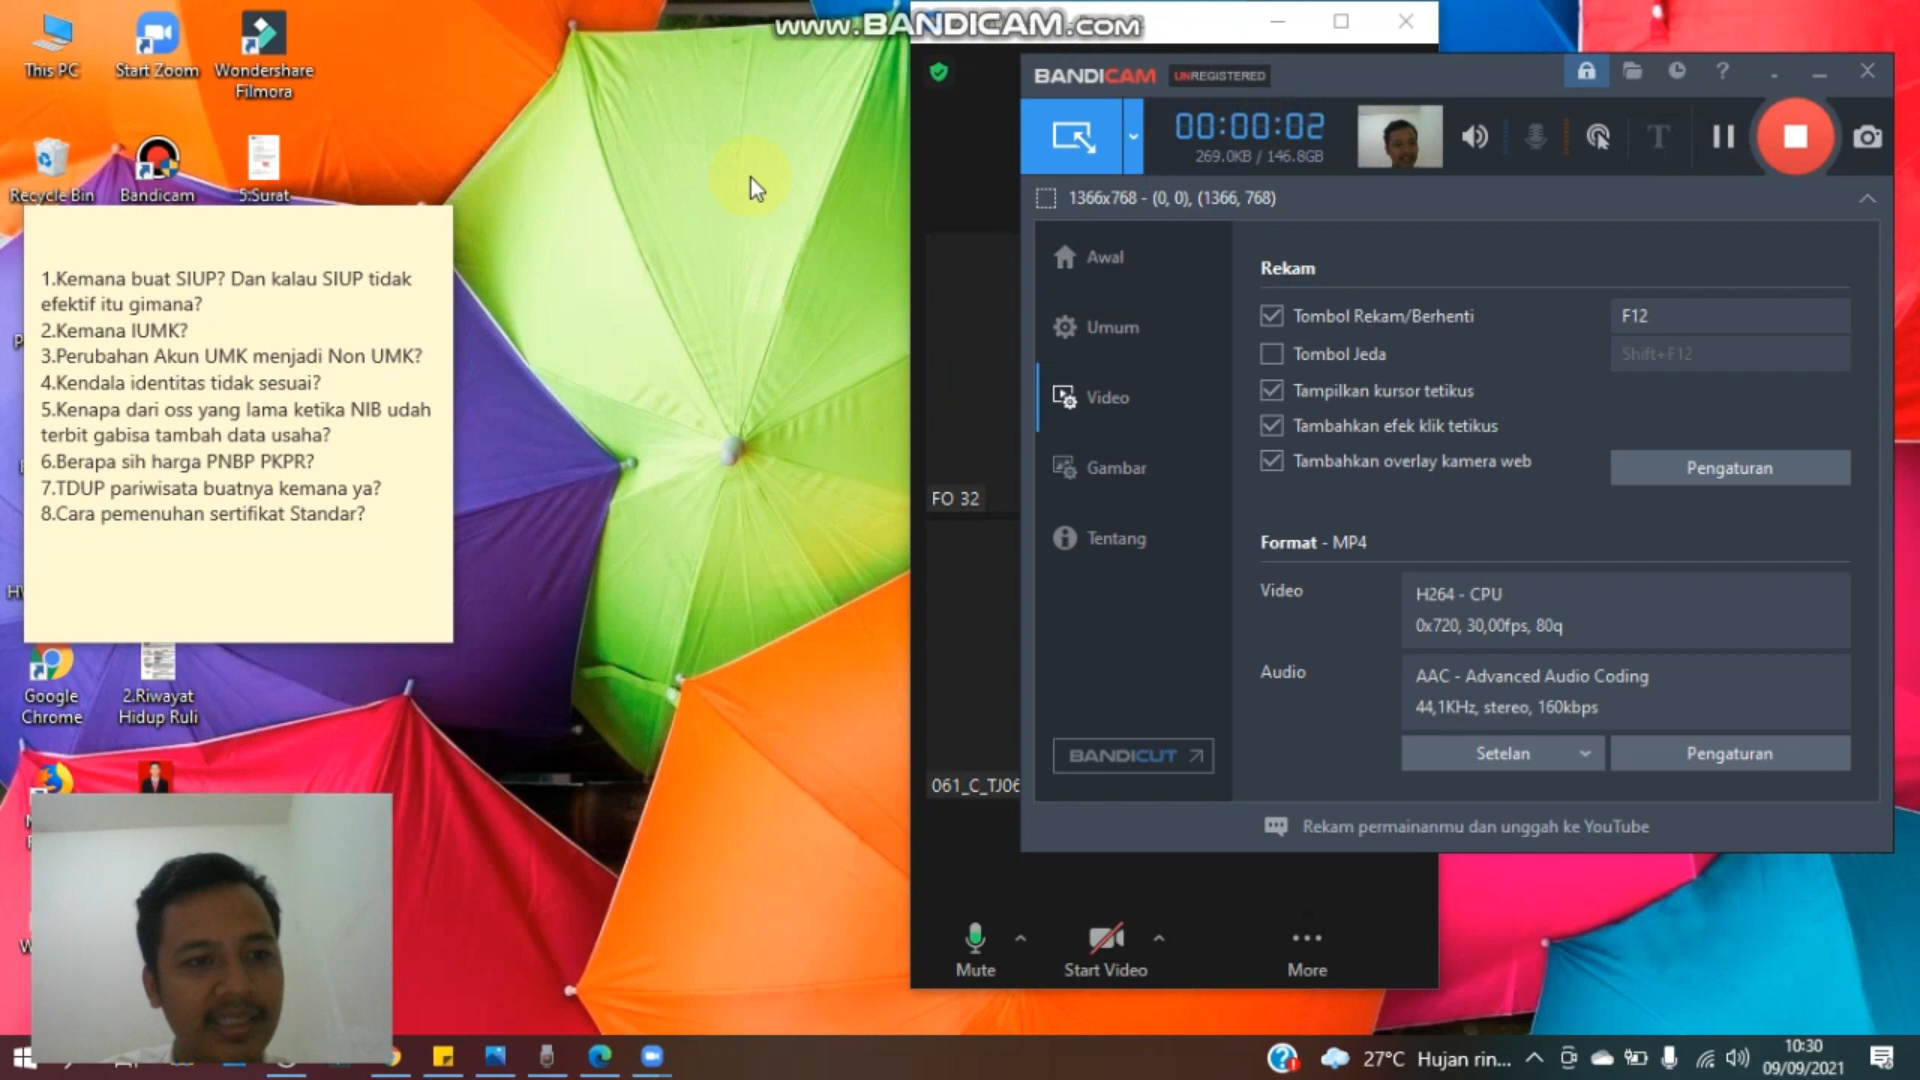 www.BANDICAM.com
This PC
Start Zoom
Wondershare
Filmora
Recycle Bin
Bandicam
5.Surat
1.Kemana buat SIUP? Dan kalau SIUP tidak
efektif itu gimana?
2.Kemana IUMK?
3.Perubahan Akun UMK menjadi Non UMK?
4.Kendala identitas tidak sesuai?
5.Kenapa dari oss yang lama ketika NIB udah
terbit gabisa tambah data usaha?
6.Berapa sih harga PNBP PKPR?
7.TDUP pariwisata buatnya kemana ya?
8.Cara pemenuhan sertifikat Standar?
Google
Chrome
2.Riwayat
Hidup Ruli
FO 32
061_C_TJ06
Mute
Start Video
More
BANDICAM
UNREGISTERED
00:00:02
269.0KB / 146.8GB
1366x768 - (0, 0), (1366, 768)
Awal
Umum
Video
Gambar
Tentang
BANDICUT
Rekam
Tombol Rekam/Berhenti
F12
Tombol Jeda
Shift+F12
Tampilkan kursor tetikus
Tambahkan efek klik tetikus
Tambahkan overlay kamera web
Pengaturan
Format - MP4
Video
H264 - CPU
0x720, 30,00fps, 80q
Audio
AAC - Advanced Audio Coding
44,1KHz, stereo, 160kbps
Setelan
Pengaturan
Rekam permainanmu dan unggah ke YouTube
27°C Hujan rin...
10:30
09/09/2021